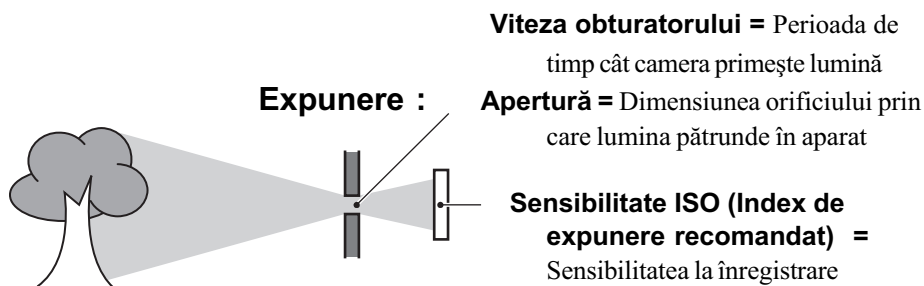 Viteza obturatorului = Perioada de
timp cât camera primeşte lumină
Expunere :
Apertură = Dimensiunea orificiului prin
care lumina pătrunde în aparat
Sensibilitate ISO (Index de
expunere recomandat) =
Sensibilitatea la înregistrare